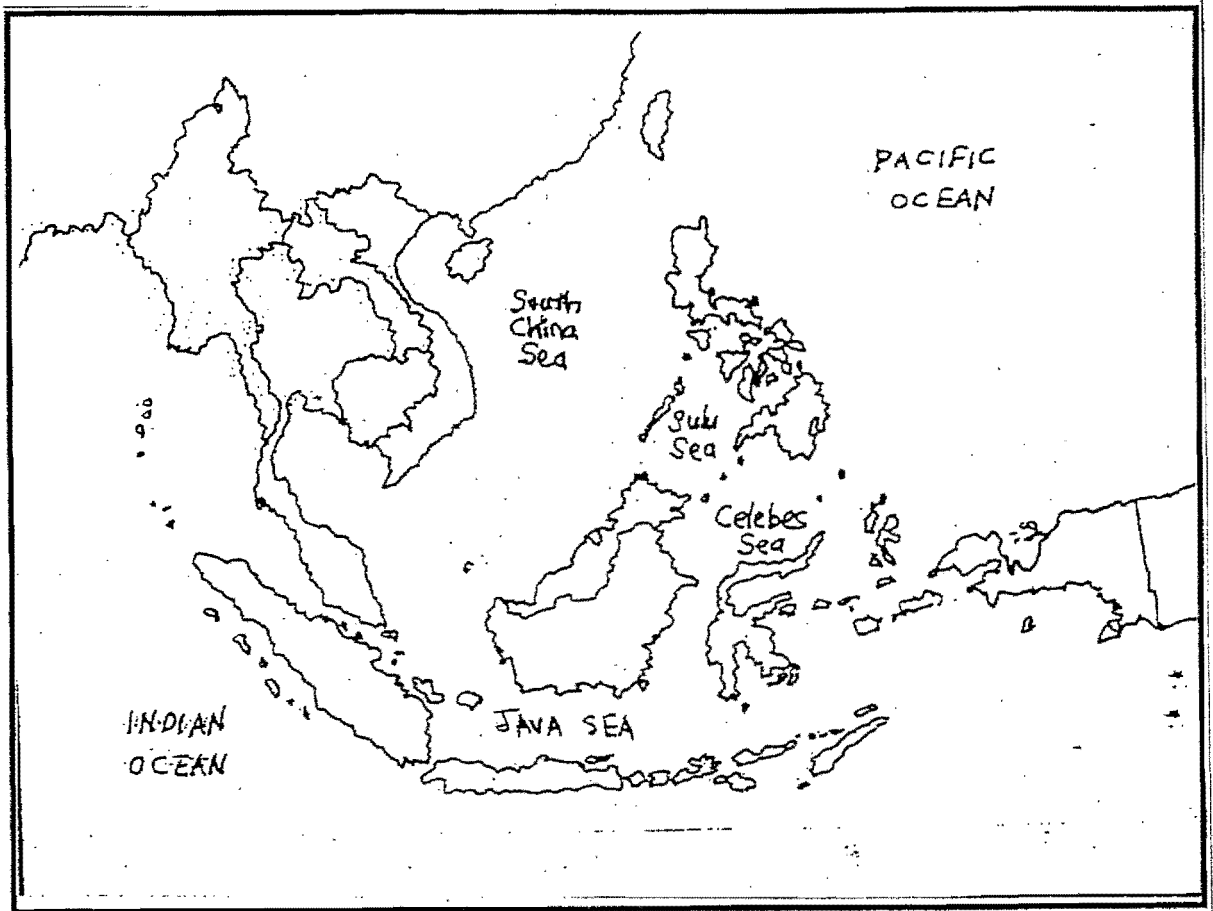 PACIFIC
OCEAN
South
China
Sea
Sulu
Sea
Celebes
Sea
JAVA SEA
INDIAN
OCEAN